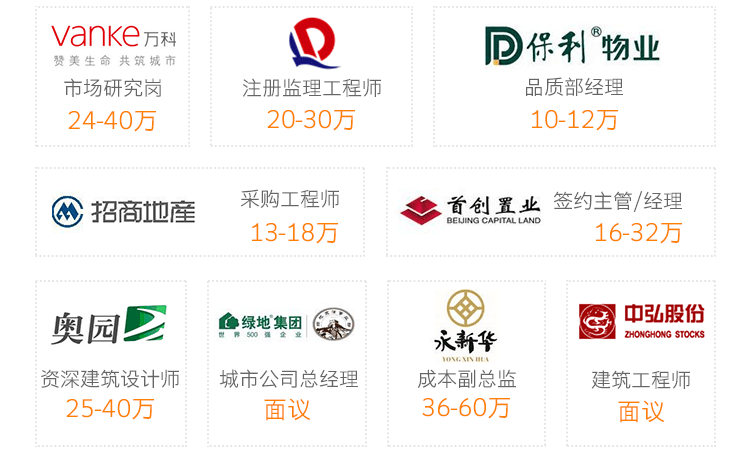 vanke 万科
赞美生命 共筑城市
市场研究岗
24-40万
注册监理工程师
20-30万
保利®物业
品质部经理
10-12万
招商地産
采购工程师
13-18万
首创置业
BEIJING CAPITAL LAND
签约主管/经理
16-32万
奥园
资深建筑设计师
25-40万
绿地®集团
世界500强企业
城市公司总经理
面议
永新华
YONG XIN HUA
成本副总监
36-60万
中弘股份
ZHONGHONG STOCKS
建筑工程师
面议